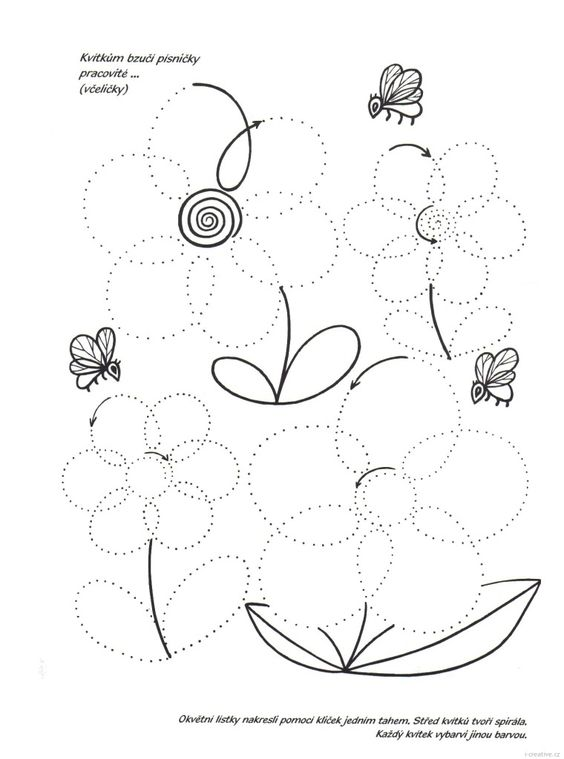 Kvítkům bzučí písničky
pracovité ...
(včeličky)
Okvětní lístky nakresli pomocí kliček jedním tahem. Střed kvítků tvoří spirála.
Každý kvítek vybarvi jinou barvou.
i-creative.cz